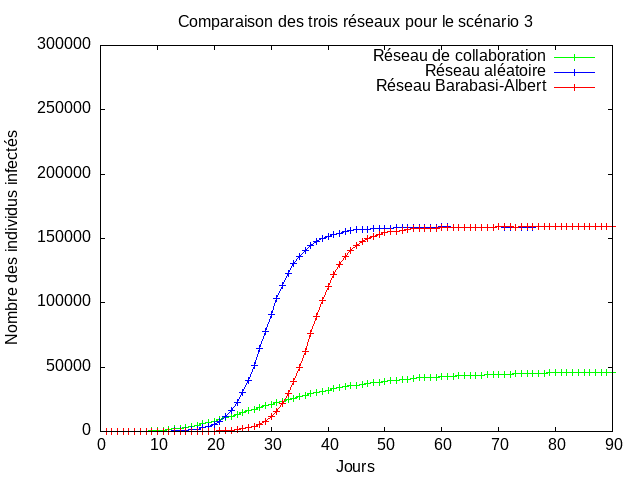 Comparaison des trois réseaux pour le scénario 3
300000
250000
200000
150000
100000
50000
0
Nombre des individus infectés
Réseau de collaboration
Réseau aléatoire
Réseau Barabasi-Albert
0 10 20 30 40 50 60 70 80 90
Jours